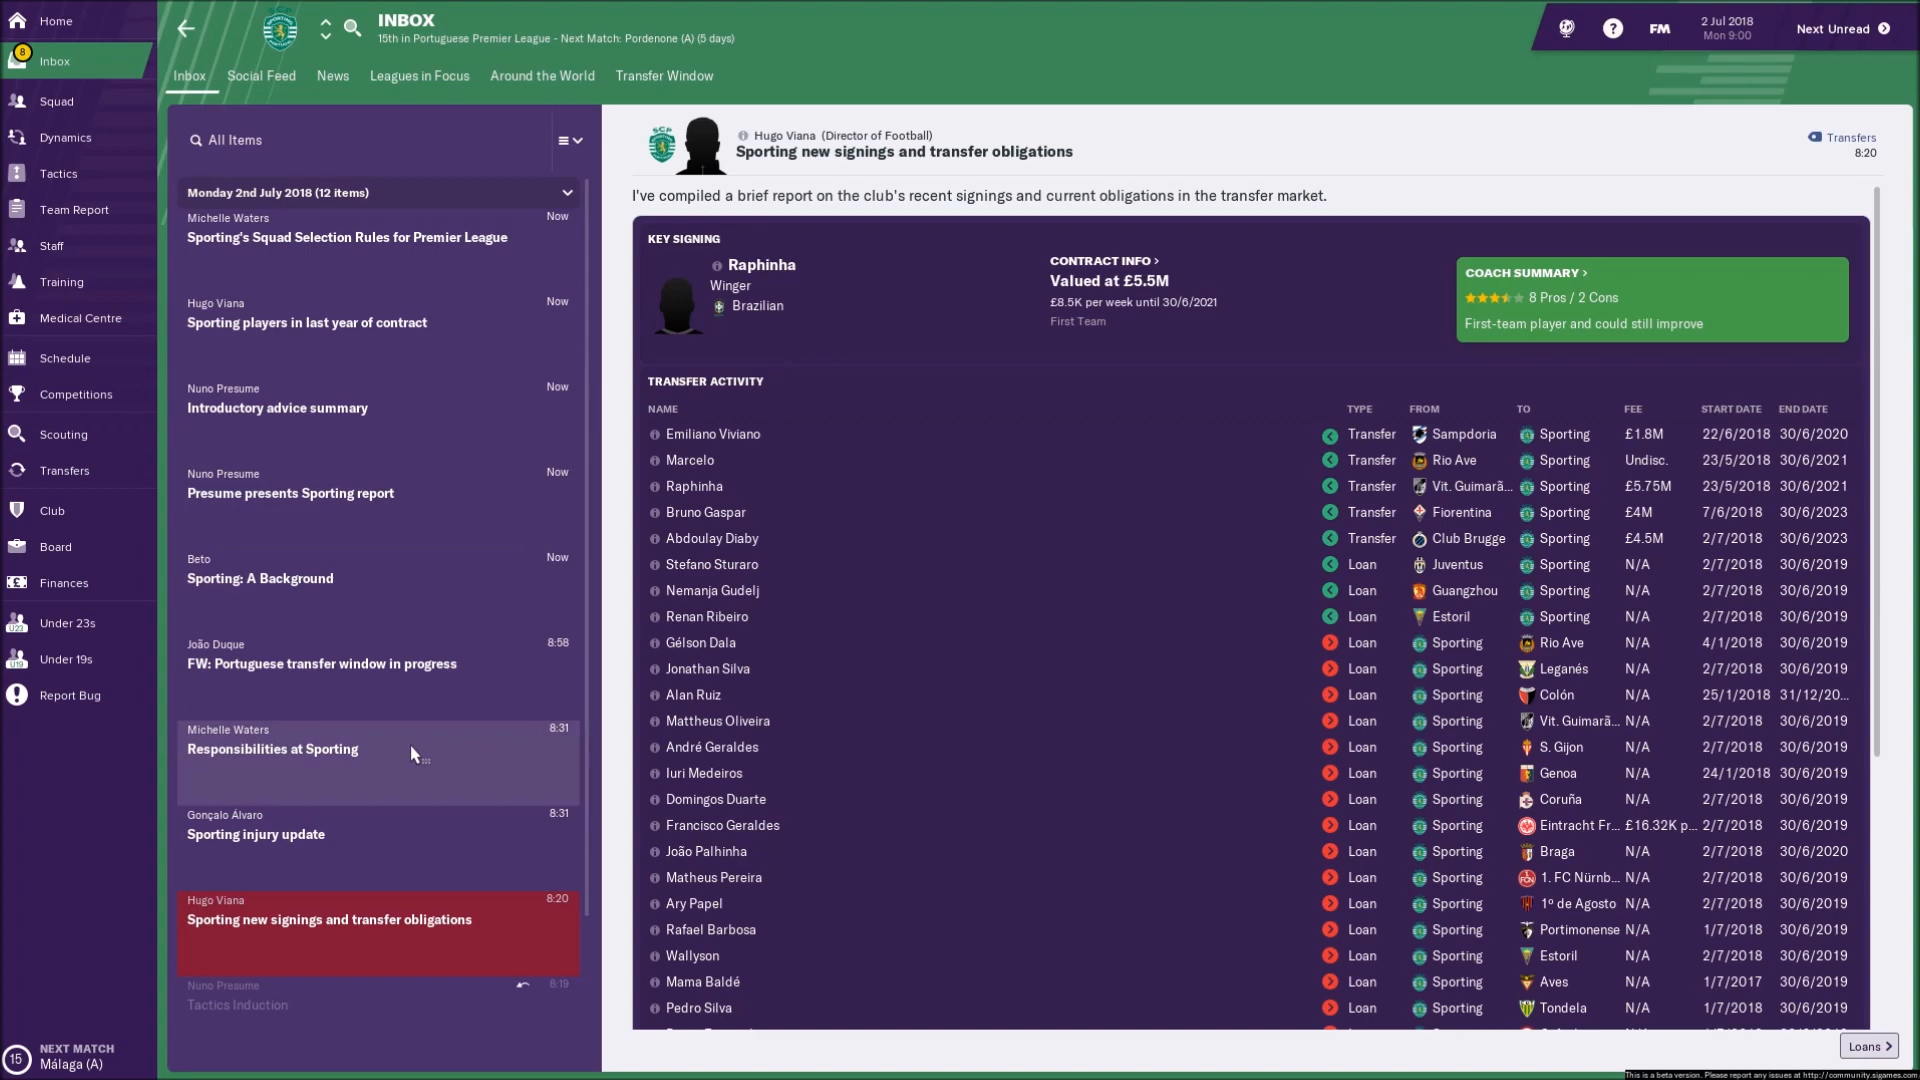 Home
8
Inbox
Squad
Dynamics
Tactics
Team Report
Staff
Training
Medical Centre
Schedule
Competitions
Scouting
Transfers
Club
Board
Finances
U23
Under 23s
U19
Under 19s
Report Bug
15
NEXT MATCH
Málaga (A)
INBOX
15th in Portuguese Premier League - Next Match: Pordenone (A) (5 days)
FM
2 Jul 2018
Mon 9:00
Next Unread
Inbox Social Feed News Leagues in Focus Around the World Transfer Window
All Items
Monday 2nd July 2018 (12 items)
Michelle Waters Now
Sporting's Squad Selection Rules for Premier League
Hugo Viana Now
Sporting players in last year of contract
Nuno Presume Now
Introductory advice summary
Nuno Presume Now
Presume presents Sporting report
Beto Now
Sporting: A Background
João Duque 8:58
FW: Portuguese transfer window in progress
Michelle Waters 8:31
Responsibilities at Sporting
Gonçalo Álvaro 8:31
Sporting injury update
Hugo Viana 8:20
Sporting new signings and transfer obligations
Nuno Presume 8:19
Tactics Induction
Hugo Viana (Director of Football)
Sporting new signings and transfer obligations
Transfers
8:20
I've compiled a brief report on the club's recent signings and current obligations in the transfer market.
KEY SIGNING
Raphinha
Winger
Brazilian
CONTRACT INFO >
Valued at £5.5M
£8.5K per week until 30/6/2021
First Team
COACH SUMMARY >
8 Pros / 2 Cons
First-team player and could still improve
TRANSFER ACTIVITY
NAME TYPE FROM TO FEE START DATE END DATE
Emiliano Viviano Transfer Sampdoria Sporting £1.8M 22/6/2018 30/6/2020
Marcelo Transfer Rio Ave Sporting Undisc. 23/5/2018 30/6/2021
Raphinha Transfer Vit. Guimarã... Sporting £5.75M 23/5/2018 30/6/2021
Bruno Gaspar Transfer Fiorentina Sporting £4M 7/6/2018 30/6/2023
Abdoulay Diaby Transfer Club Brugge Sporting £4.5M 2/7/2018 30/6/2023
Stefano Sturaro Loan Juventus Sporting N/A 2/7/2018 30/6/2019
Nemanja Gudelj Loan Guangzhou Sporting N/A 2/7/2018 30/6/2019
Renan Ribeiro Loan Estoril Sporting N/A 2/7/2018 30/6/2019
Gélson Dala Loan Sporting Rio Ave N/A 4/1/2018 30/6/2019
Jonathan Silva Loan Sporting Leganés N/A 2/7/2018 30/6/2019
Alan Ruiz Loan Sporting Colón N/A 25/1/2018 31/12/20...
Mattheus Oliveira Loan Sporting Vit. Guimarã... N/A 2/7/2018 30/6/2019
André Geraldes Loan Sporting S. Gijon N/A 2/7/2018 30/6/2019
Iuri Medeiros Loan Sporting Genoa N/A 24/1/2018 30/6/2019
Domingos Duarte Loan Sporting Coruña N/A 2/7/2018 30/6/2019
Francisco Geraldes Loan Sporting Eintracht Fr... £16.32K p... 2/7/2018 30/6/2019
João Palhinha Loan Sporting Braga N/A 2/7/2018 30/6/2020
Matheus Pereira Loan Sporting 1. FC Nürnb... N/A 2/7/2018 30/6/2019
Ary Papel Loan Sporting 1º de Agosto N/A 2/7/2018 30/6/2019
Rafael Barbosa Loan Sporting Portimonense N/A 1/7/2018 30/6/2019
Wallyson Loan Sporting Estoril N/A 2/7/2018 30/6/2019
Mama Baldé Loan Sporting Aves N/A 1/7/2017 30/6/2019
Pedro Silva Loan Sporting Tondela N/A 1/7/2018 30/6/2019
Loans >
This is a beta version. Please report any issues at http://community.sigames.com